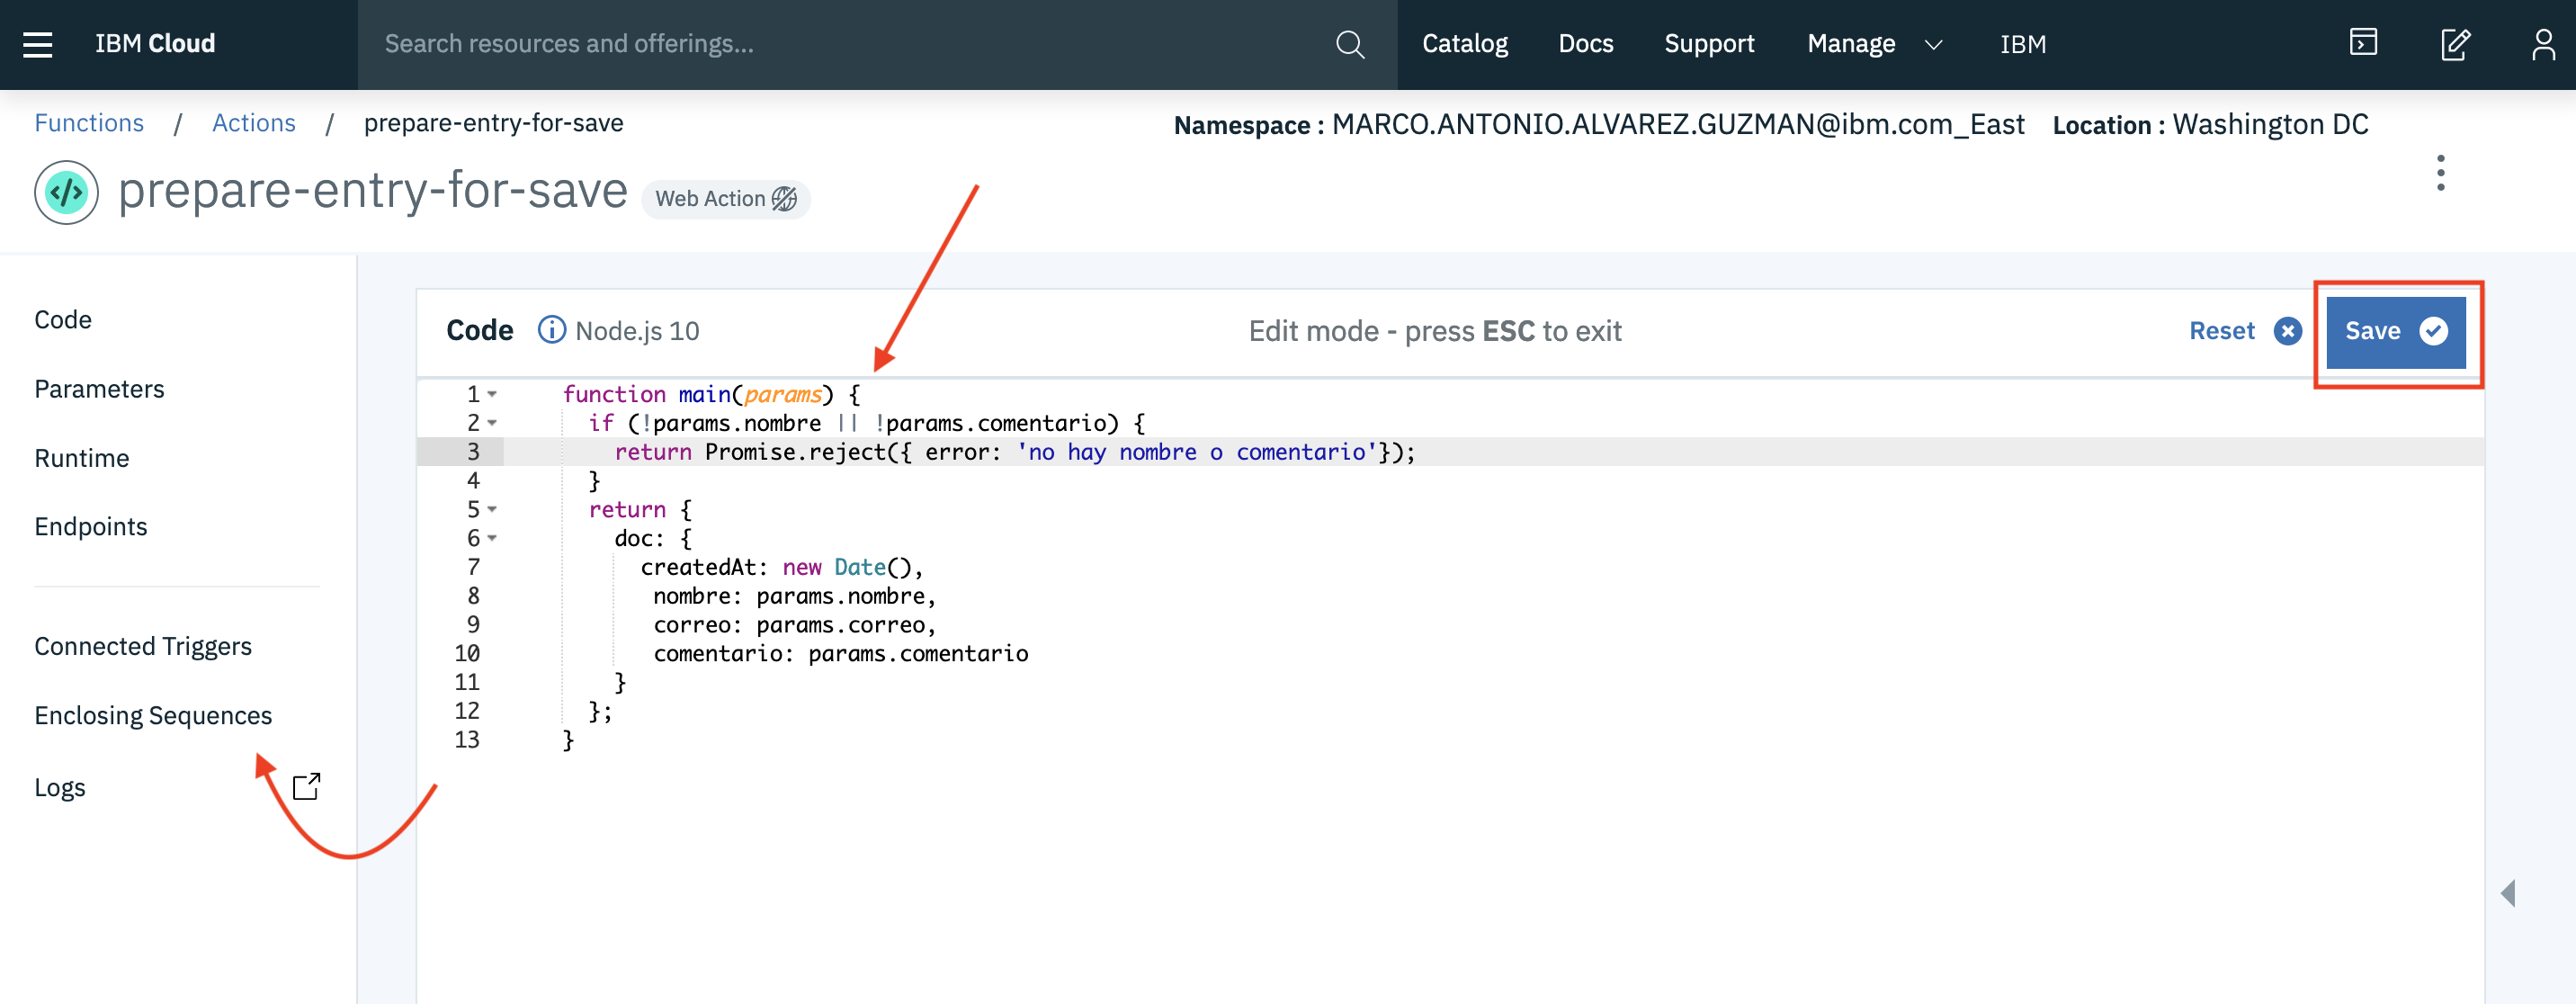 IBM Cloud Search resources and offerings... Catalog Docs Support Manage IBM
Functions / Actions / prepare-entry-for-save Namespace : MARCO.ANTONIO.ALVAREZ.GUZMAN@ibm.com_East Location : Washington DC
</> prepare-entry-for-save Web Action
Code
Parameters
Runtime
Endpoints
Connected Triggers
Enclosing Sequences
Logs
Code Node.js 10 Edit mode - press ESC to exit Reset Save
1 function main(params) {
2 if (!params.nombre || !params.comentario) {
3 return Promise.reject({ error: 'no hay nombre o comentario'});
4 }
5 return {
6 doc: {
7 createdAt: new Date(),
8 nombre: params.nombre,
9 correo: params.correo,
10 comentario: params.comentario
11 }
12 };
13 }